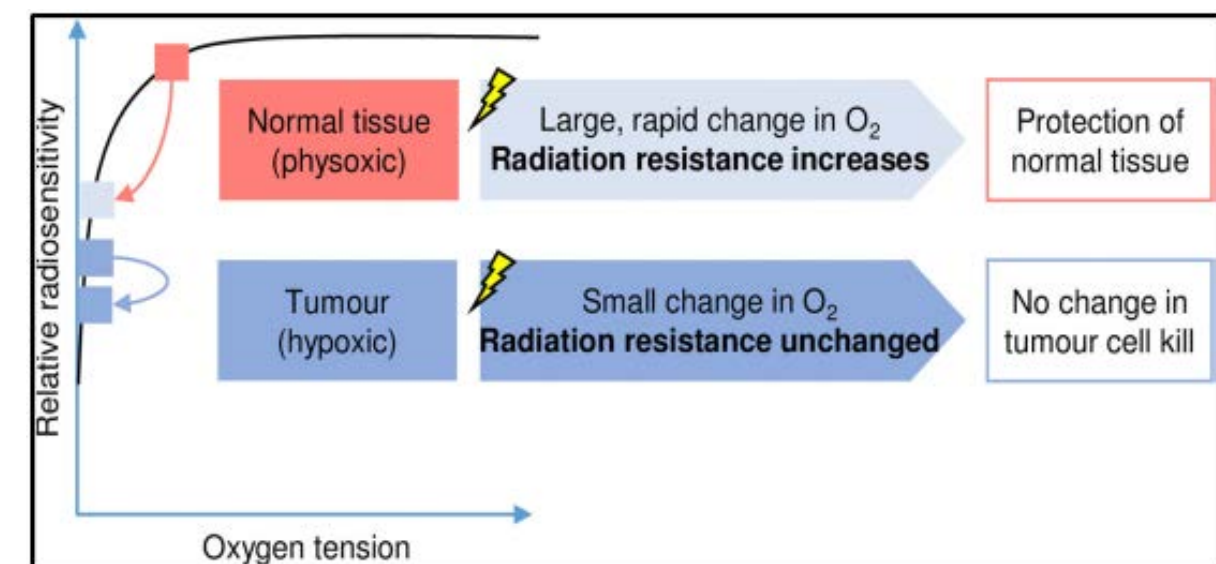 Relative radiosensitivity
Normal tissue
(physoxic)
Large, rapid change in O₂
Radiation resistance increases
Protection of
normal tissue
Tumour
(hypoxic)
Small change in O₂
Radiation resistance unchanged
No change in
tumour cell kill
Oxygen tension